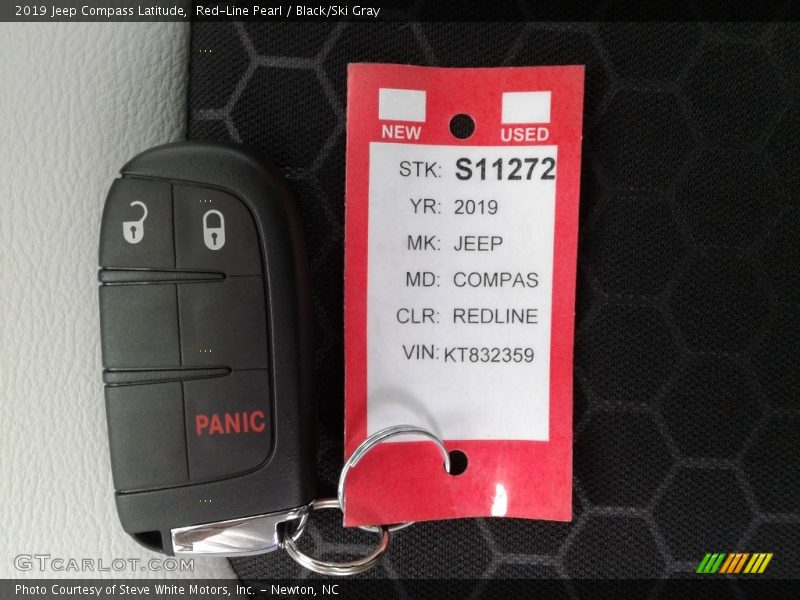 2019 Jeep Compass Latitude,  Red-Line Pearl / Black/Ski Gray
NEW USED
STK: S11272
YR: 2019
MK: JEEP
MD: COMPAS
CLR: REDLINE
VIN: KT832359
PANIC
GTcarlot.com
Photo Courtesy of Steve White Motors, Inc. - Newton, NC